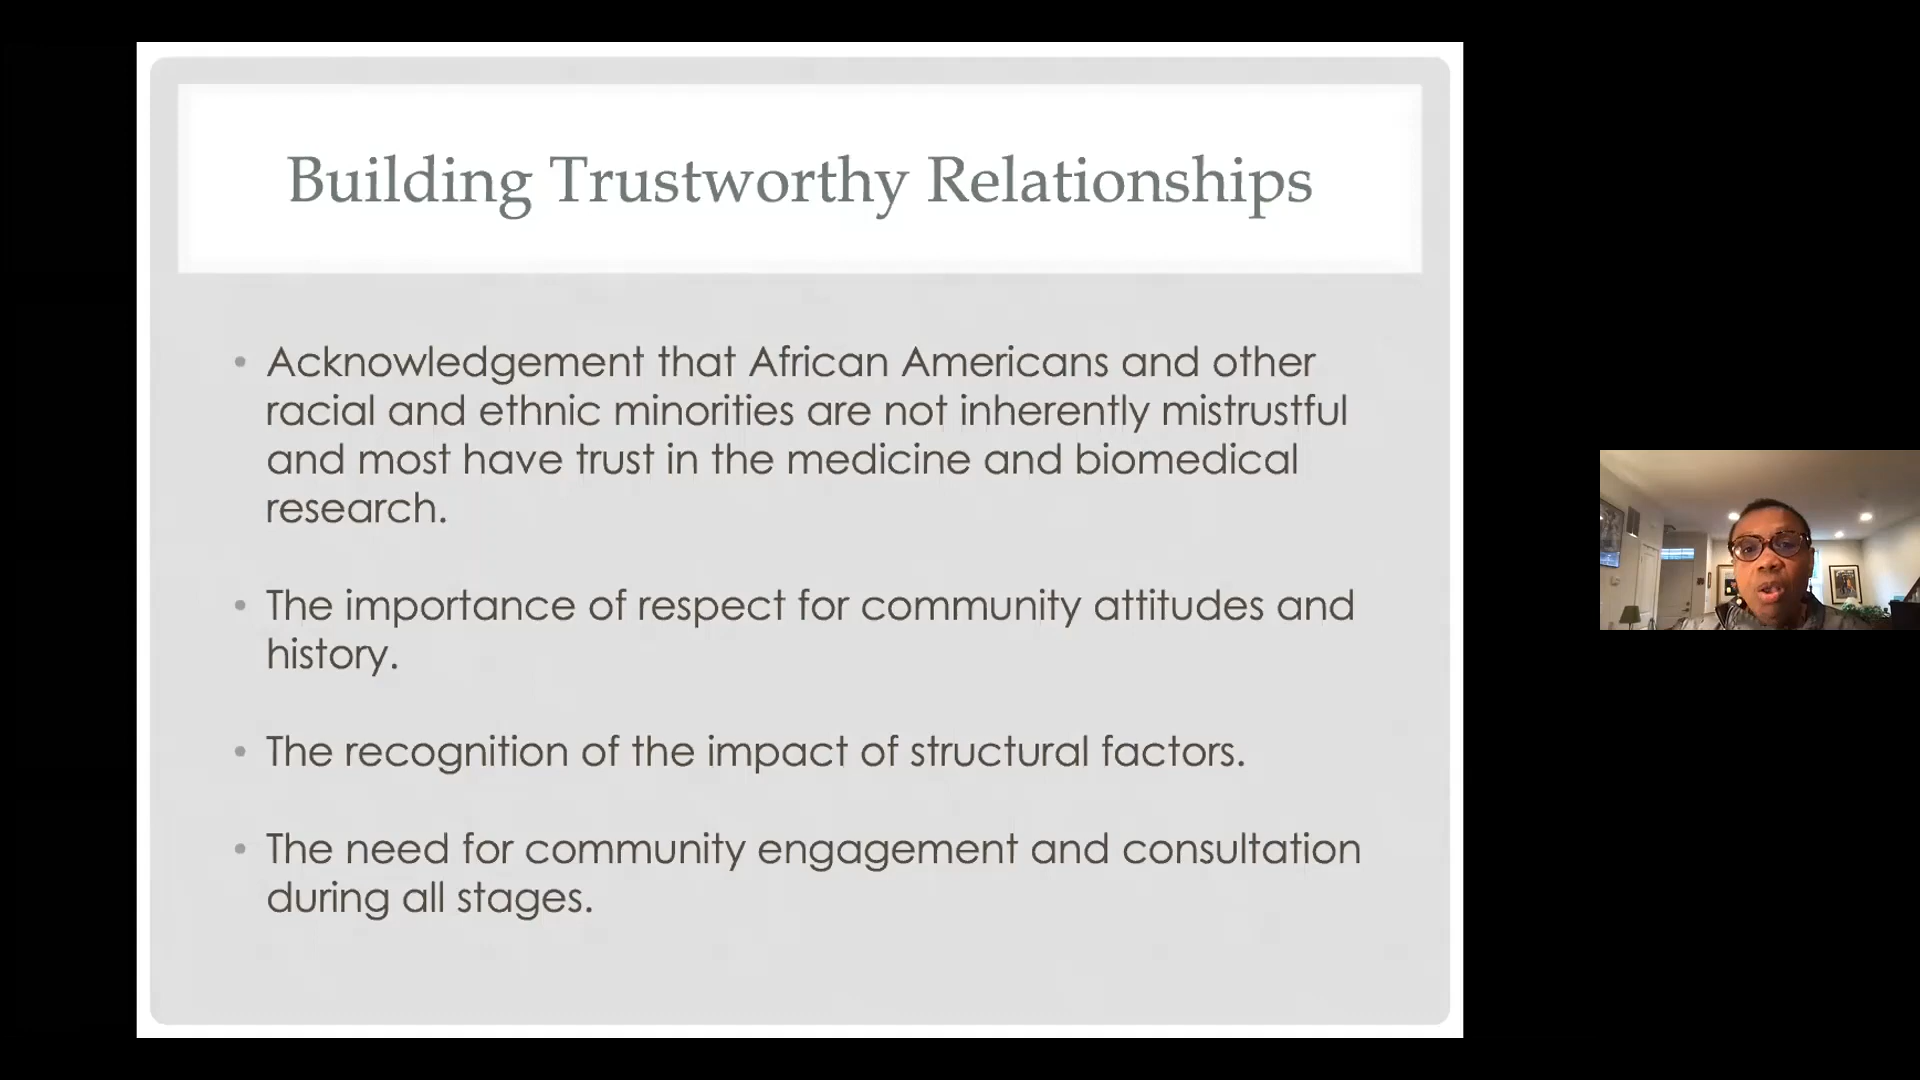 Building Trustworthy Relationships
• Acknowledgement that African Americans and other
racial and ethnic minorities are not inherently mistrustful
and most have trust in the medicine and biomedical
research.
• The importance of respect for community attitudes and
history.
• The recognition of the impact of structural factors.
• The need for community engagement and consultation
during all stages.